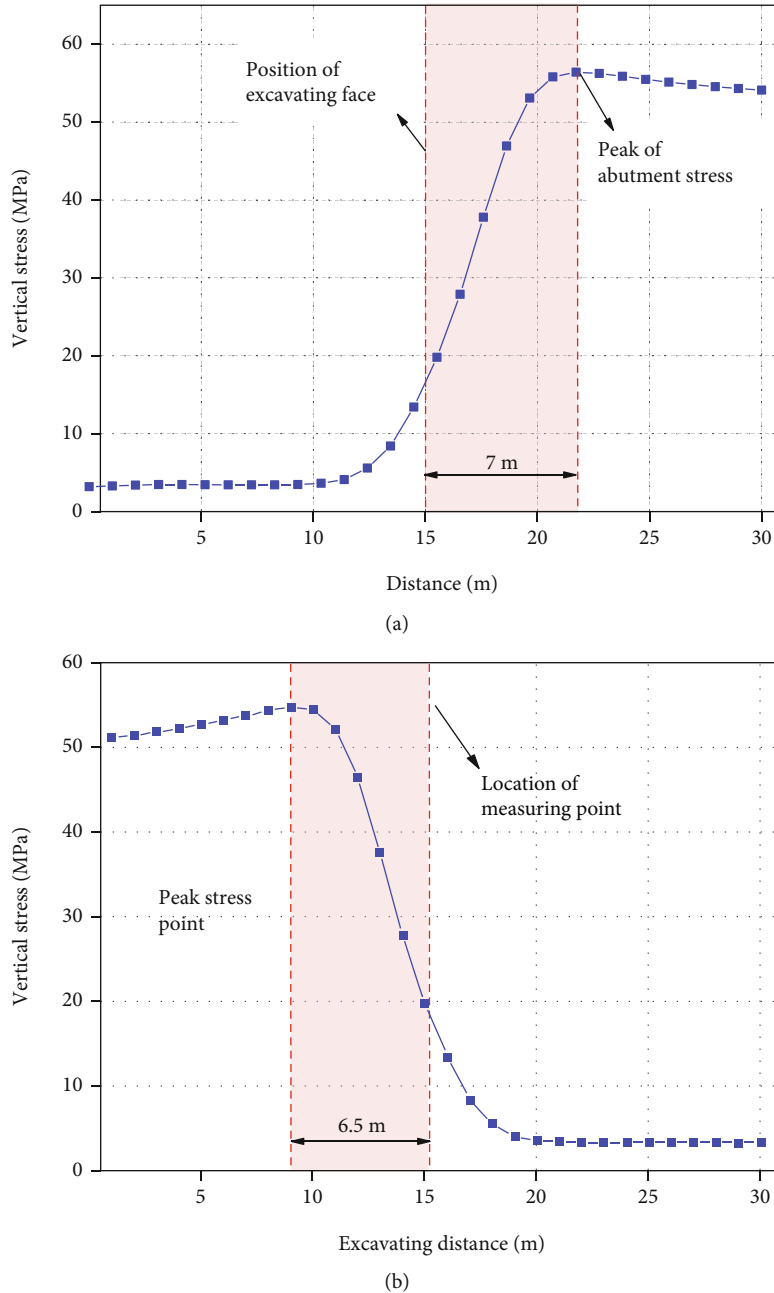 60
50
40
30
20
10
0
Vertical stress (MPa)
Position of
excavating face
Peak of
abutment stress
7 m
5
10
15
20
25
30
Distance (m)
(a)
60
50
40
30
20
10
0
Vertical stress (MPa)
Location of
measuring point
Peak stress
point
6.5 m
5
10
15
20
25
30
Excavating distance (m)
(b)